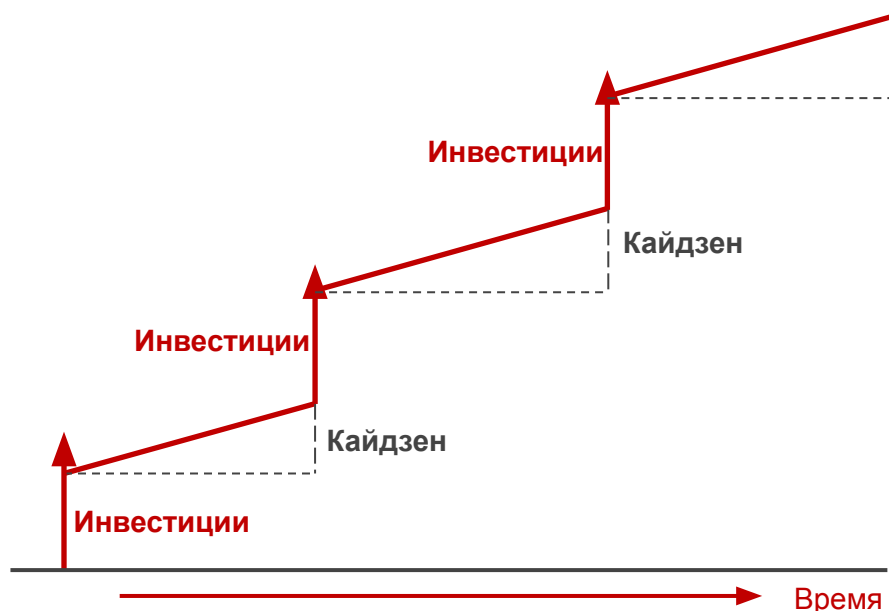 Инвестиции
Кайдзен
Инвестиции
Кайдзен
Инвестиции
Время